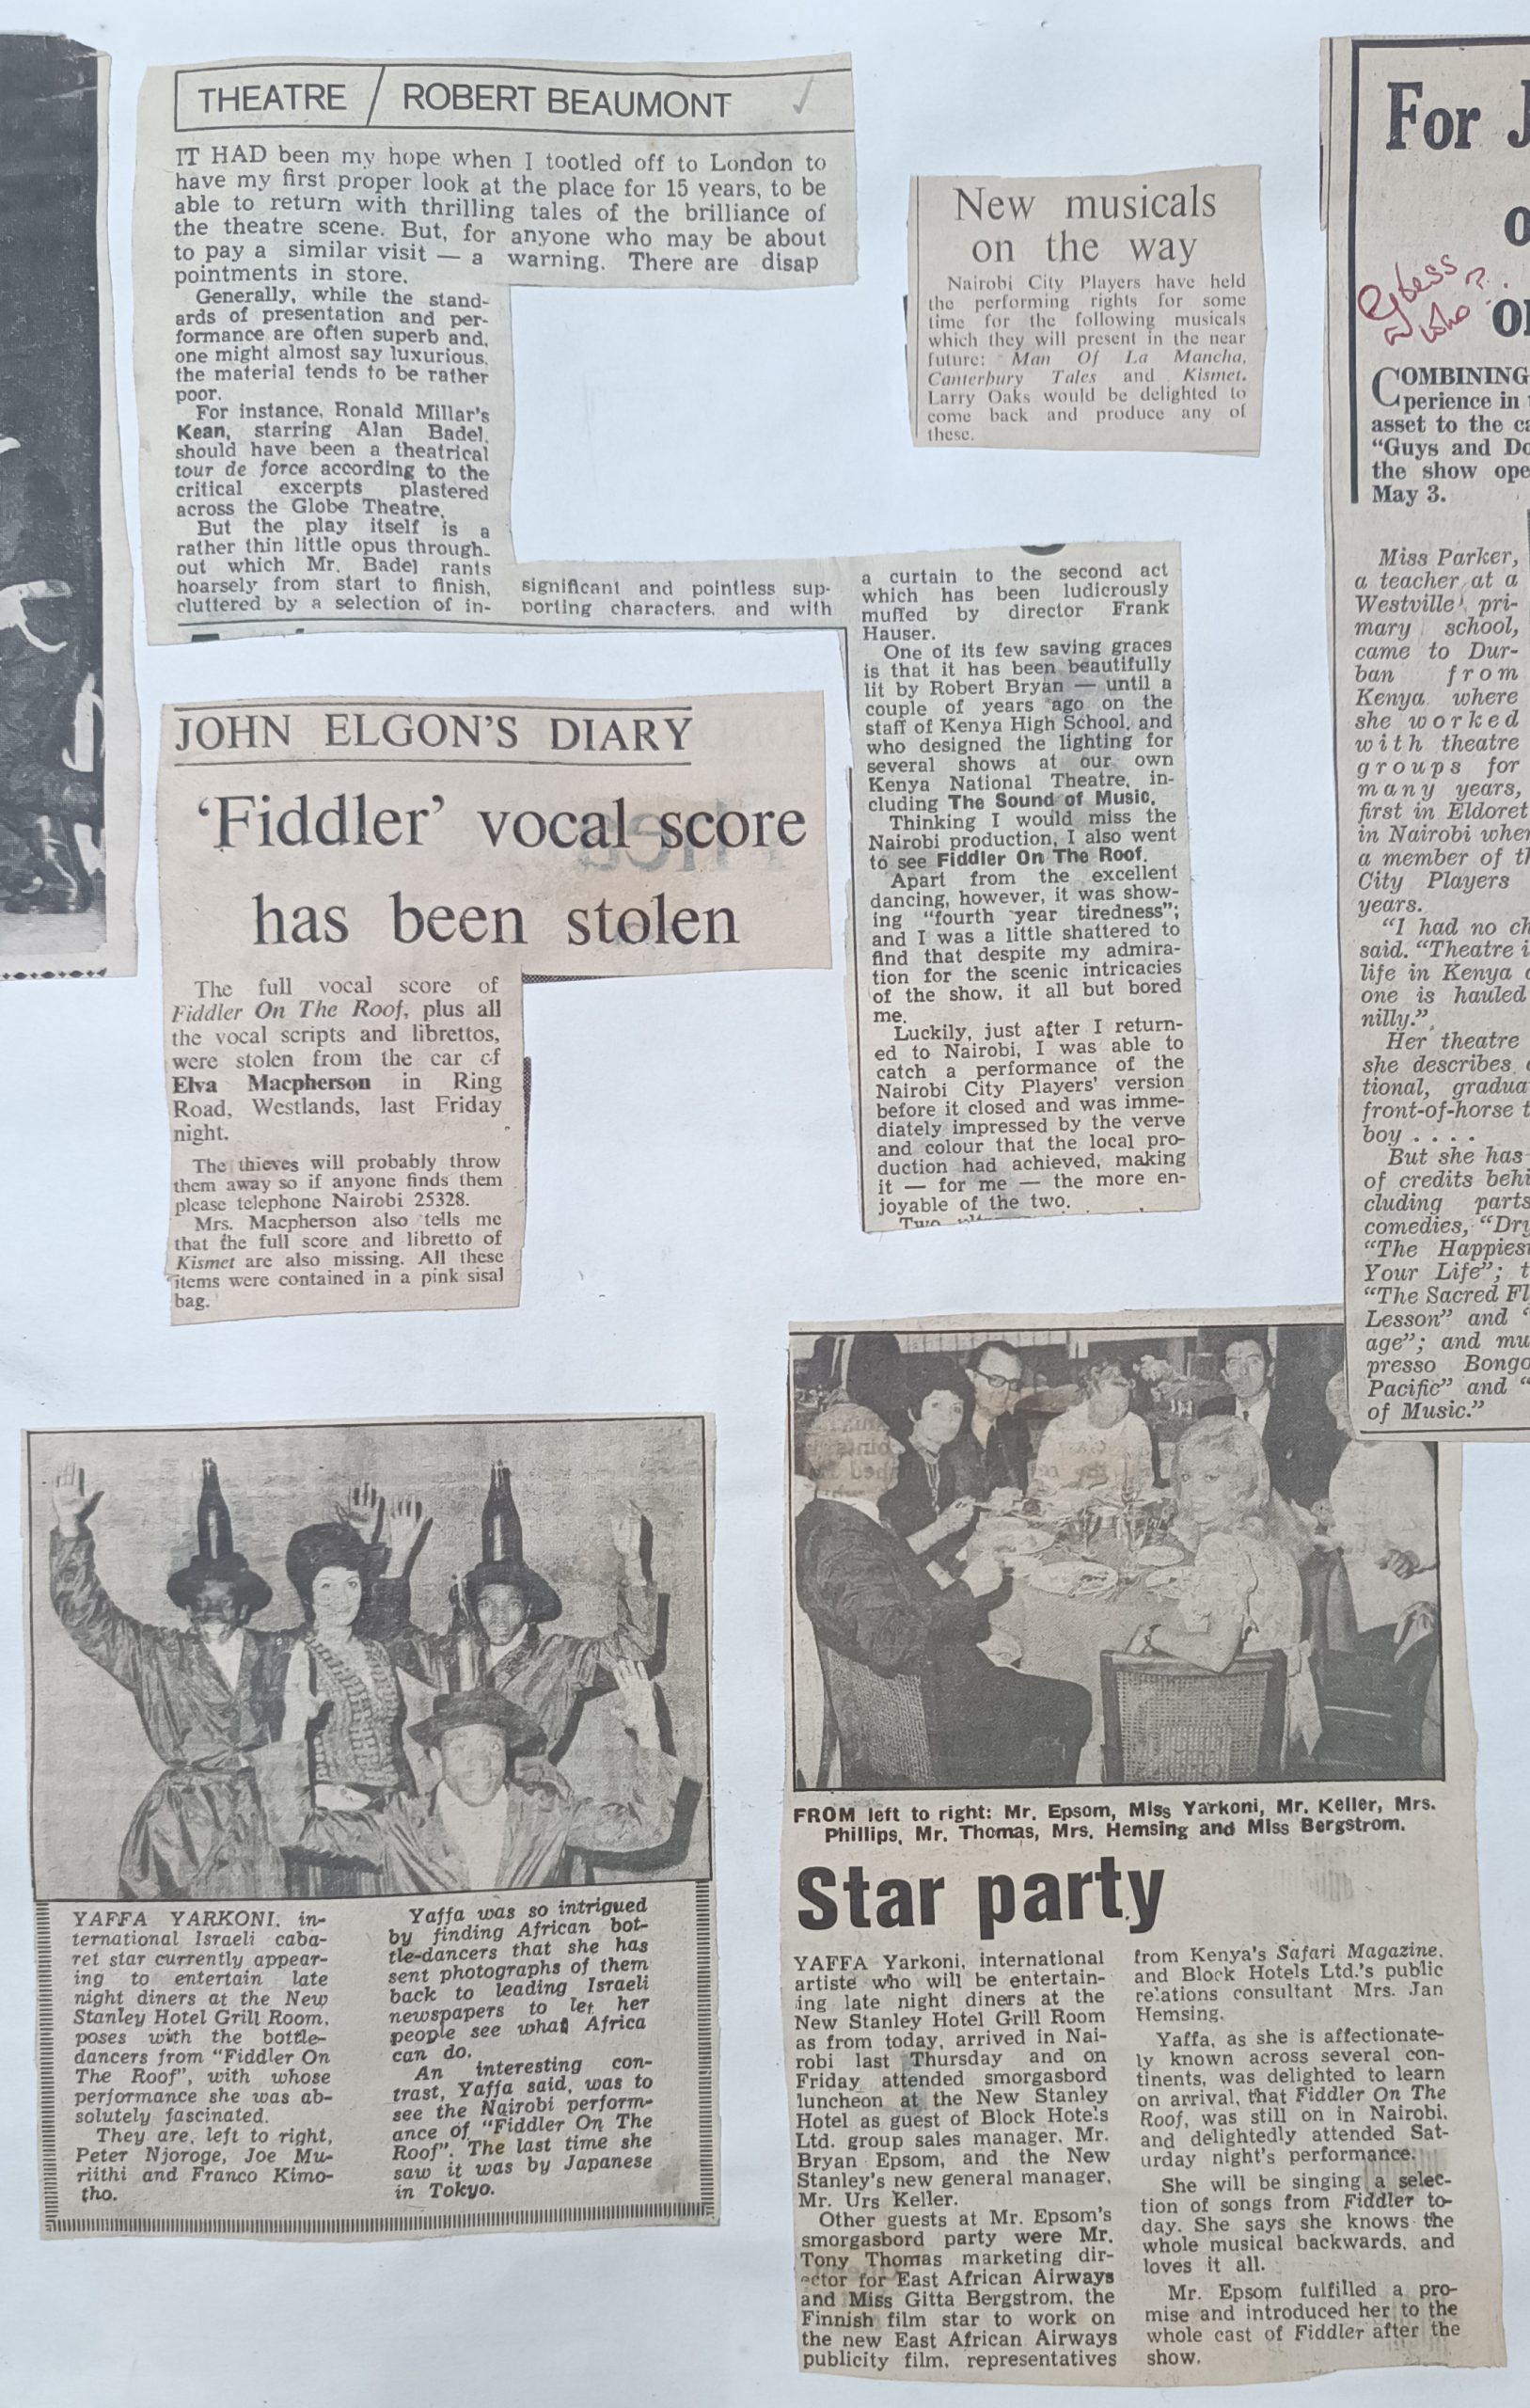 THEATRE / ROBERT BEAUMONT
IT HAD been my hope when I tootled off to London to
have my first proper look at the place for 15 years, to be
able to return with thrilling tales of the brilliance of
the theatre scene. But, for anyone who may be about
to pay a similar visit — a warning. There are disap
pointments in store.
Generally, while the stand-
ards of presentation and per-
formance are often superb and,
one might almost say luxurious,
the material tends to be rather
poor.
For instance, Ronald Millar's
Kean, starring Alan Badel,
should have been a theatrical
tour de force according to the
critical excerpts plastered
across the Globe Theatre.
But the play itself is a
rather thin little opus through-
out which Mr. Badel rants
hoarsely from start to finish,
cluttered by a selection of in-
significant and pointless sup-
porting characters, and with
a curtain to the second act
which has been ludicrously
muffed by director Frank
Hauser.
One of its few saving graces
is that it has been beautifully
lit by Robert Bryan — until a
couple of years ago on the
staff of Kenya High School, and
who designed the lighting for
several shows at our own
Kenya National Theatre, in-
cluding The Sound of Music.
Thinking I would miss the
Nairobi production, I also went
to see Fiddler On The Roof.
Apart from the excellent
dancing, however, it was show-
ing "fourth year tiredness";
and I was a little shattered to
find that despite my admira-
tion for the scenic intricacies
of the show, it all but bored
me.
Luckily, just after I return-
ed to Nairobi, I was able to
catch a performance of the
Nairobi City Players' version
before it closed and was imme-
diately impressed by the verve
and colour that the local pro-
duction had achieved, making
it — for me — the more en-
joyable of the two.
New musicals
on the way
Nairobi City Players have held
the performing rights for some
time for the following musicals
which they will present in the near
future: Man Of La Mancha,
Canterbury Tales and Kismet.
Larry Oaks would be delighted to
come back and produce any of
these.
JOHN ELGON'S DIARY
'Fiddler' vocal score
has been stolen
The full vocal score of
Fiddler On The Roof, plus all
the vocal scripts and librettos,
were stolen from the car of
Elva Macpherson in Ring
Road, Westlands, last Friday
night.
The thieves will probably throw
them away so if anyone finds them
please telephone Nairobi 25328.
Mrs. Macpherson also tells me
that the full score and libretto of
Kismet are also missing. All these
items were contained in a pink sisal
bag.
For J
o
Guess
who?
COMBINING
perience in
asset to the
"Guys and Do
the show ope
May 3.
Miss Parker,
a teacher at a
Westville pri-
mary school,
came to Dur-
ban from
Kenya where
she worked
with theatre
groups for
many years,
first in Eldoret
in Nairobi
a member of
City Players
years.
"I had no
said. "Theatre
life in Kenya
one is hauled
nilly."
Her theatre
she describes
tional, gradua
front-of-horse
boy . . . .
But she has
of credits
cluding parts
comedies, "Dry
"The Happiest
Your Life";
"The Sacred Fl
Lesson" and "
age"; and mu
presso Bongo
Pacific" and "
of Music."
YAFFA YARKONI, in-
ternational Israeli caba-
ret star currently appear-
ing to entertain late
night diners at the New
Stanley Hotel Grill Room,
poses with the bottle-
dancers from "Fiddler On
The Roof", with whose
performance she was ab-
solutely fascinated.
They are, left to right,
Peter Njoroge, Joe Mu-
riithi and Franco Kimo-
tho.
Yaffa was so intrigued
by finding African bot-
tle-dancers that she has
sent photographs of them
back to leading Israeli
newspapers to let her
people see what Africa
can do.
An interesting con-
trast, Yaffa said, was to
see the Nairobi perform-
ance of "Fiddler On The
Roof". The last time she
saw it was by Japanese
in Tokyo.
FROM left to right: Mr. Epsom, Miss Yarkoni, Mr. Keller, Mrs.
Phillips, Mr. Thomas, Mrs. Hemsing and Miss Bergstrom.
Star party
YAFFA Yarkoni, international
artiste who will be entertain-
ing late night diners at the
New Stanley Hotel Grill Room
as from today, arrived in Nai-
robi last Thursday and on
Friday attended smorgasbord
luncheon at the New Stanley
Hotel as guest of Block Hotels
Ltd. group sales manager, Mr.
Bryan Epsom, and the New
Stanley's new general manager,
Mr. Urs Keller.
Other guests at Mr. Epsom's
smorgasbord party were Mr.
Tony Thomas marketing dir-
ector for East African Airways
and Miss Gitta Bergstrom, the
Finnish film star to work on
the new East African Airways
publicity film, representatives
from Kenya's Safari Magazine,
and Block Hotels Ltd.'s public
relations consultant Mrs. Jan
Hemsing.
Yaffa, as she is affectionate-
ly known across several con-
tinents, was delighted to learn
on arrival, that Fiddler On The
Roof, was still on in Nairobi,
and delightedly attended Sat-
urday night's performance.
She will be singing a selec-
tion of songs from Fiddler to-
day. She says she knows the
whole musical backwards, and
loves it all.
Mr. Epsom fulfilled a pro-
mise and introduced her to the
whole cast of Fiddler after the
show.